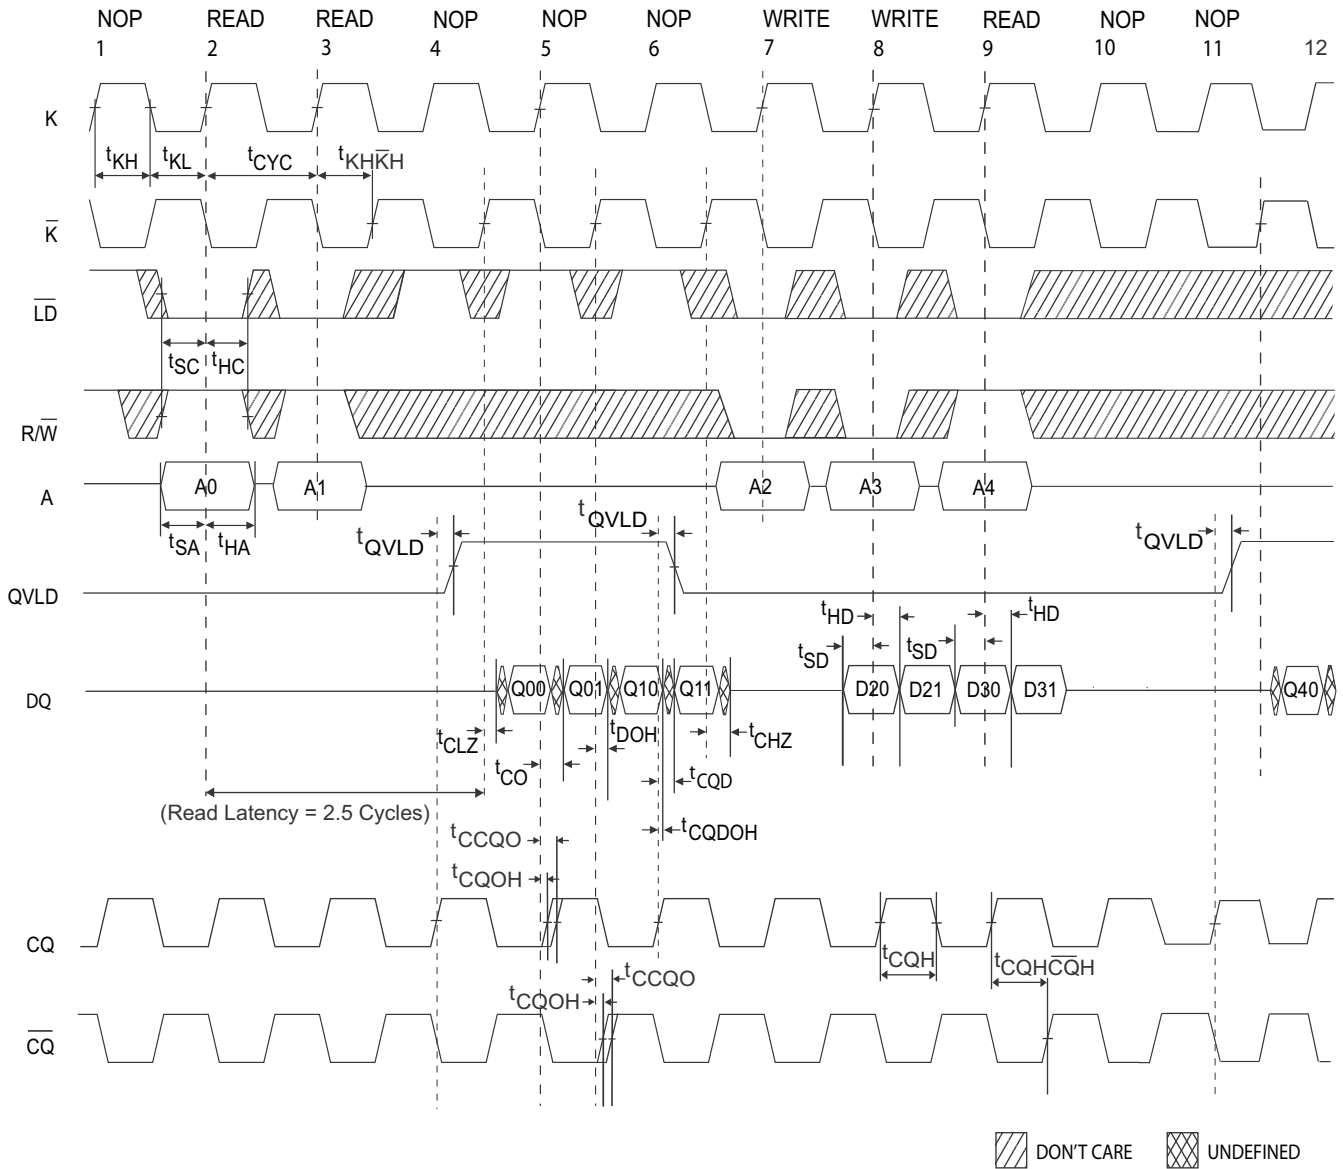 NOP READ READ NOP NOP NOP WRITE WRITE READ NOP NOP
1 2 3 4 5 6 7 8 9 10 11 12
K
tKH tKL tCYC tKHK̅H
K̅
L̅D̅
tSC tHC
R/W̅
A A0 A1 A2 A3 A4
tSA tHA tQVLD tQVLD tQVLD
QVLD
tHD tHD
tSD tSD
DQ Q00 Q01 Q10 Q11 D20 D21 D30 D31 Q40
tCLZ tDOH tCHZ
tCO tCQD
(Read Latency = 2.5 Cycles)
tCQDOH
tCCQO
tCQOH
CQ
tCQH tCQHC̅Q̅H
tCCQO
tCQOH
C̅Q̅
DON'T CARE UNDEFINED